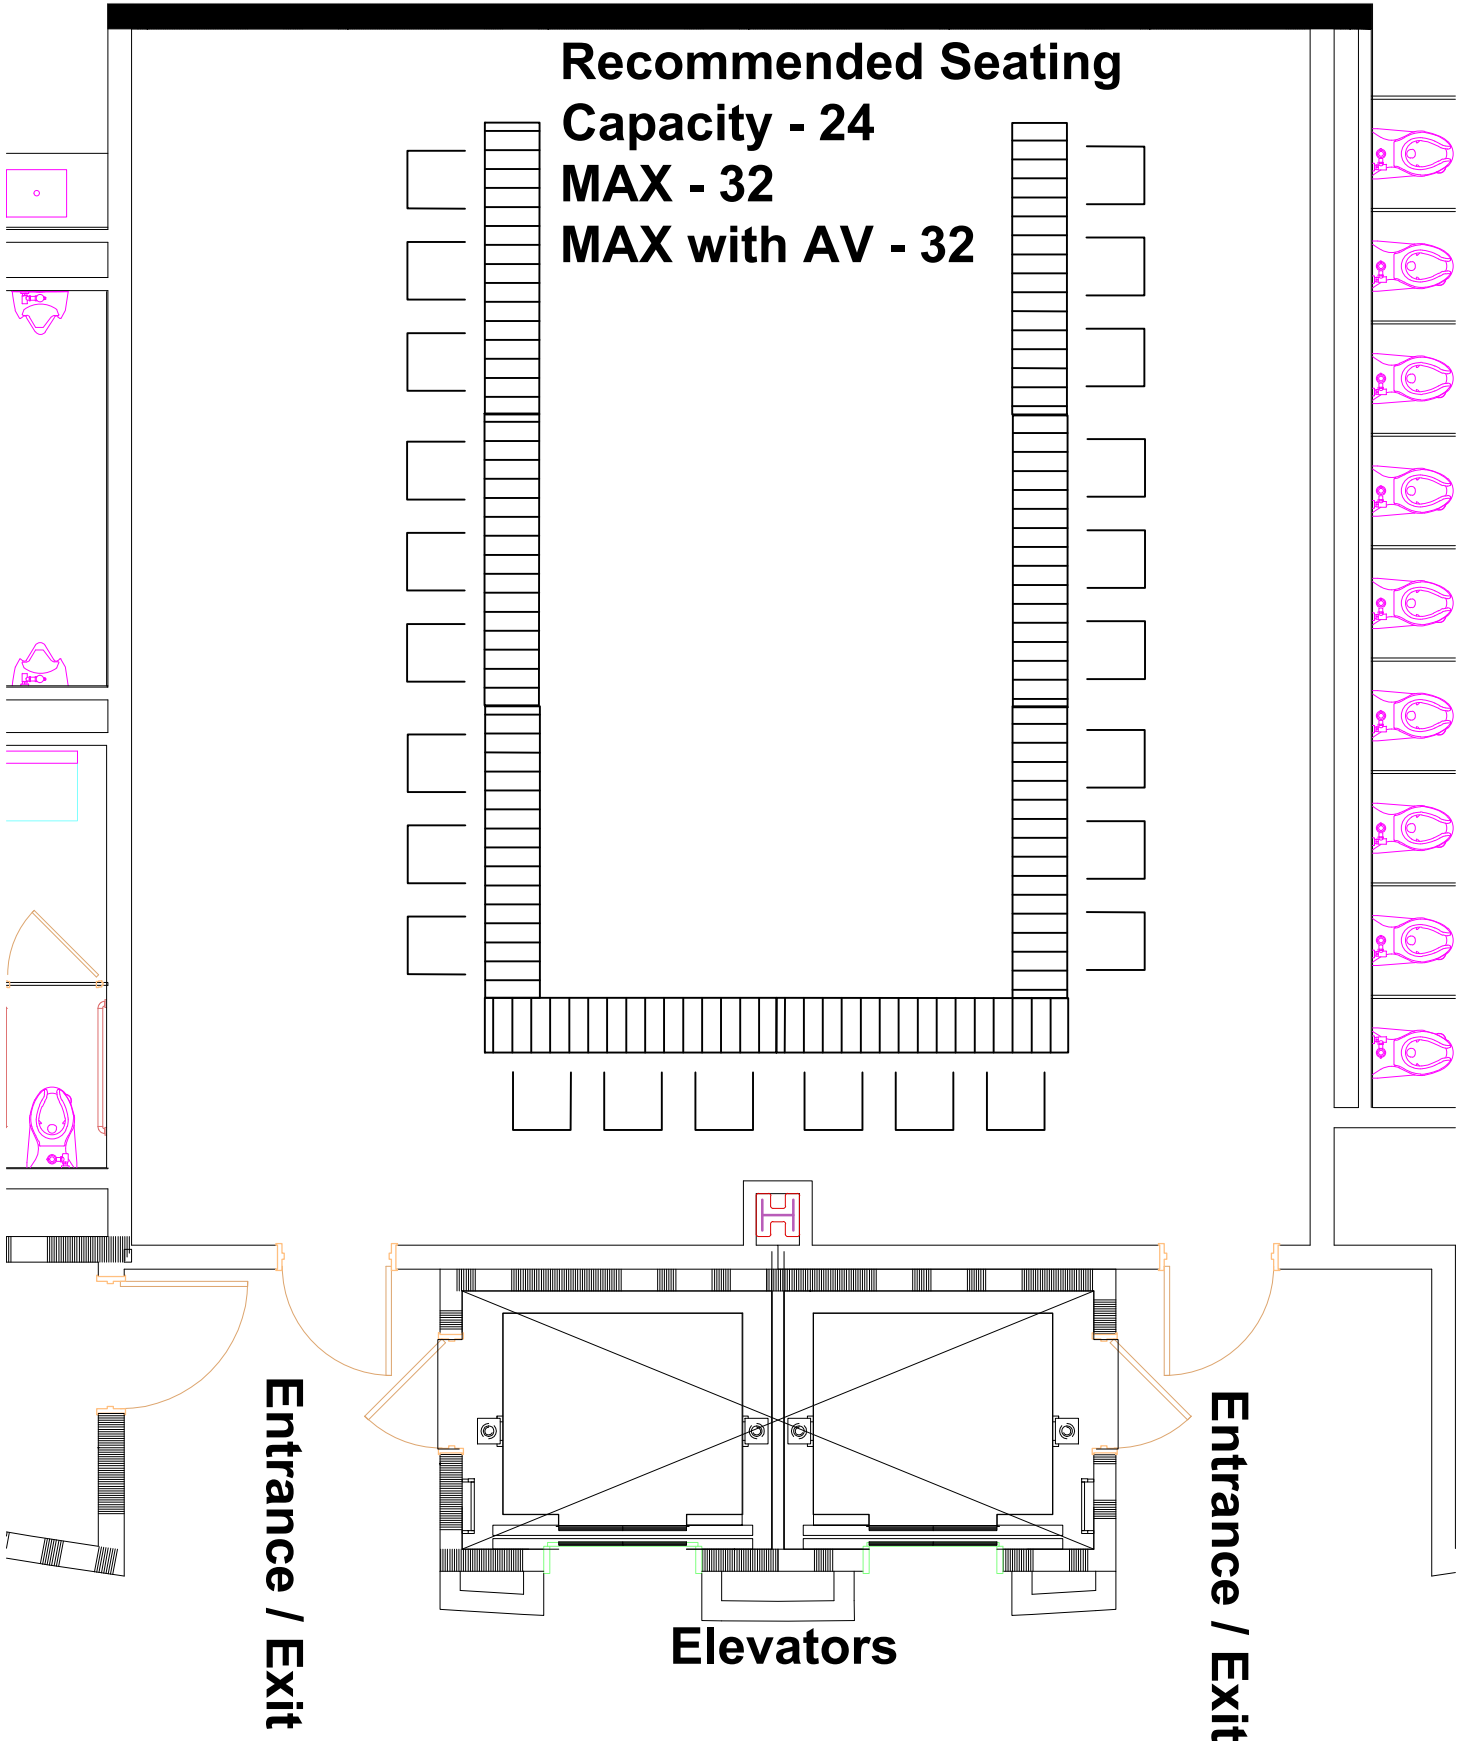 Recommended Seating
Capacity - 24
MAX - 32
MAX with AV - 32
Entrance / Exit
Entrance / Exit
Elevators